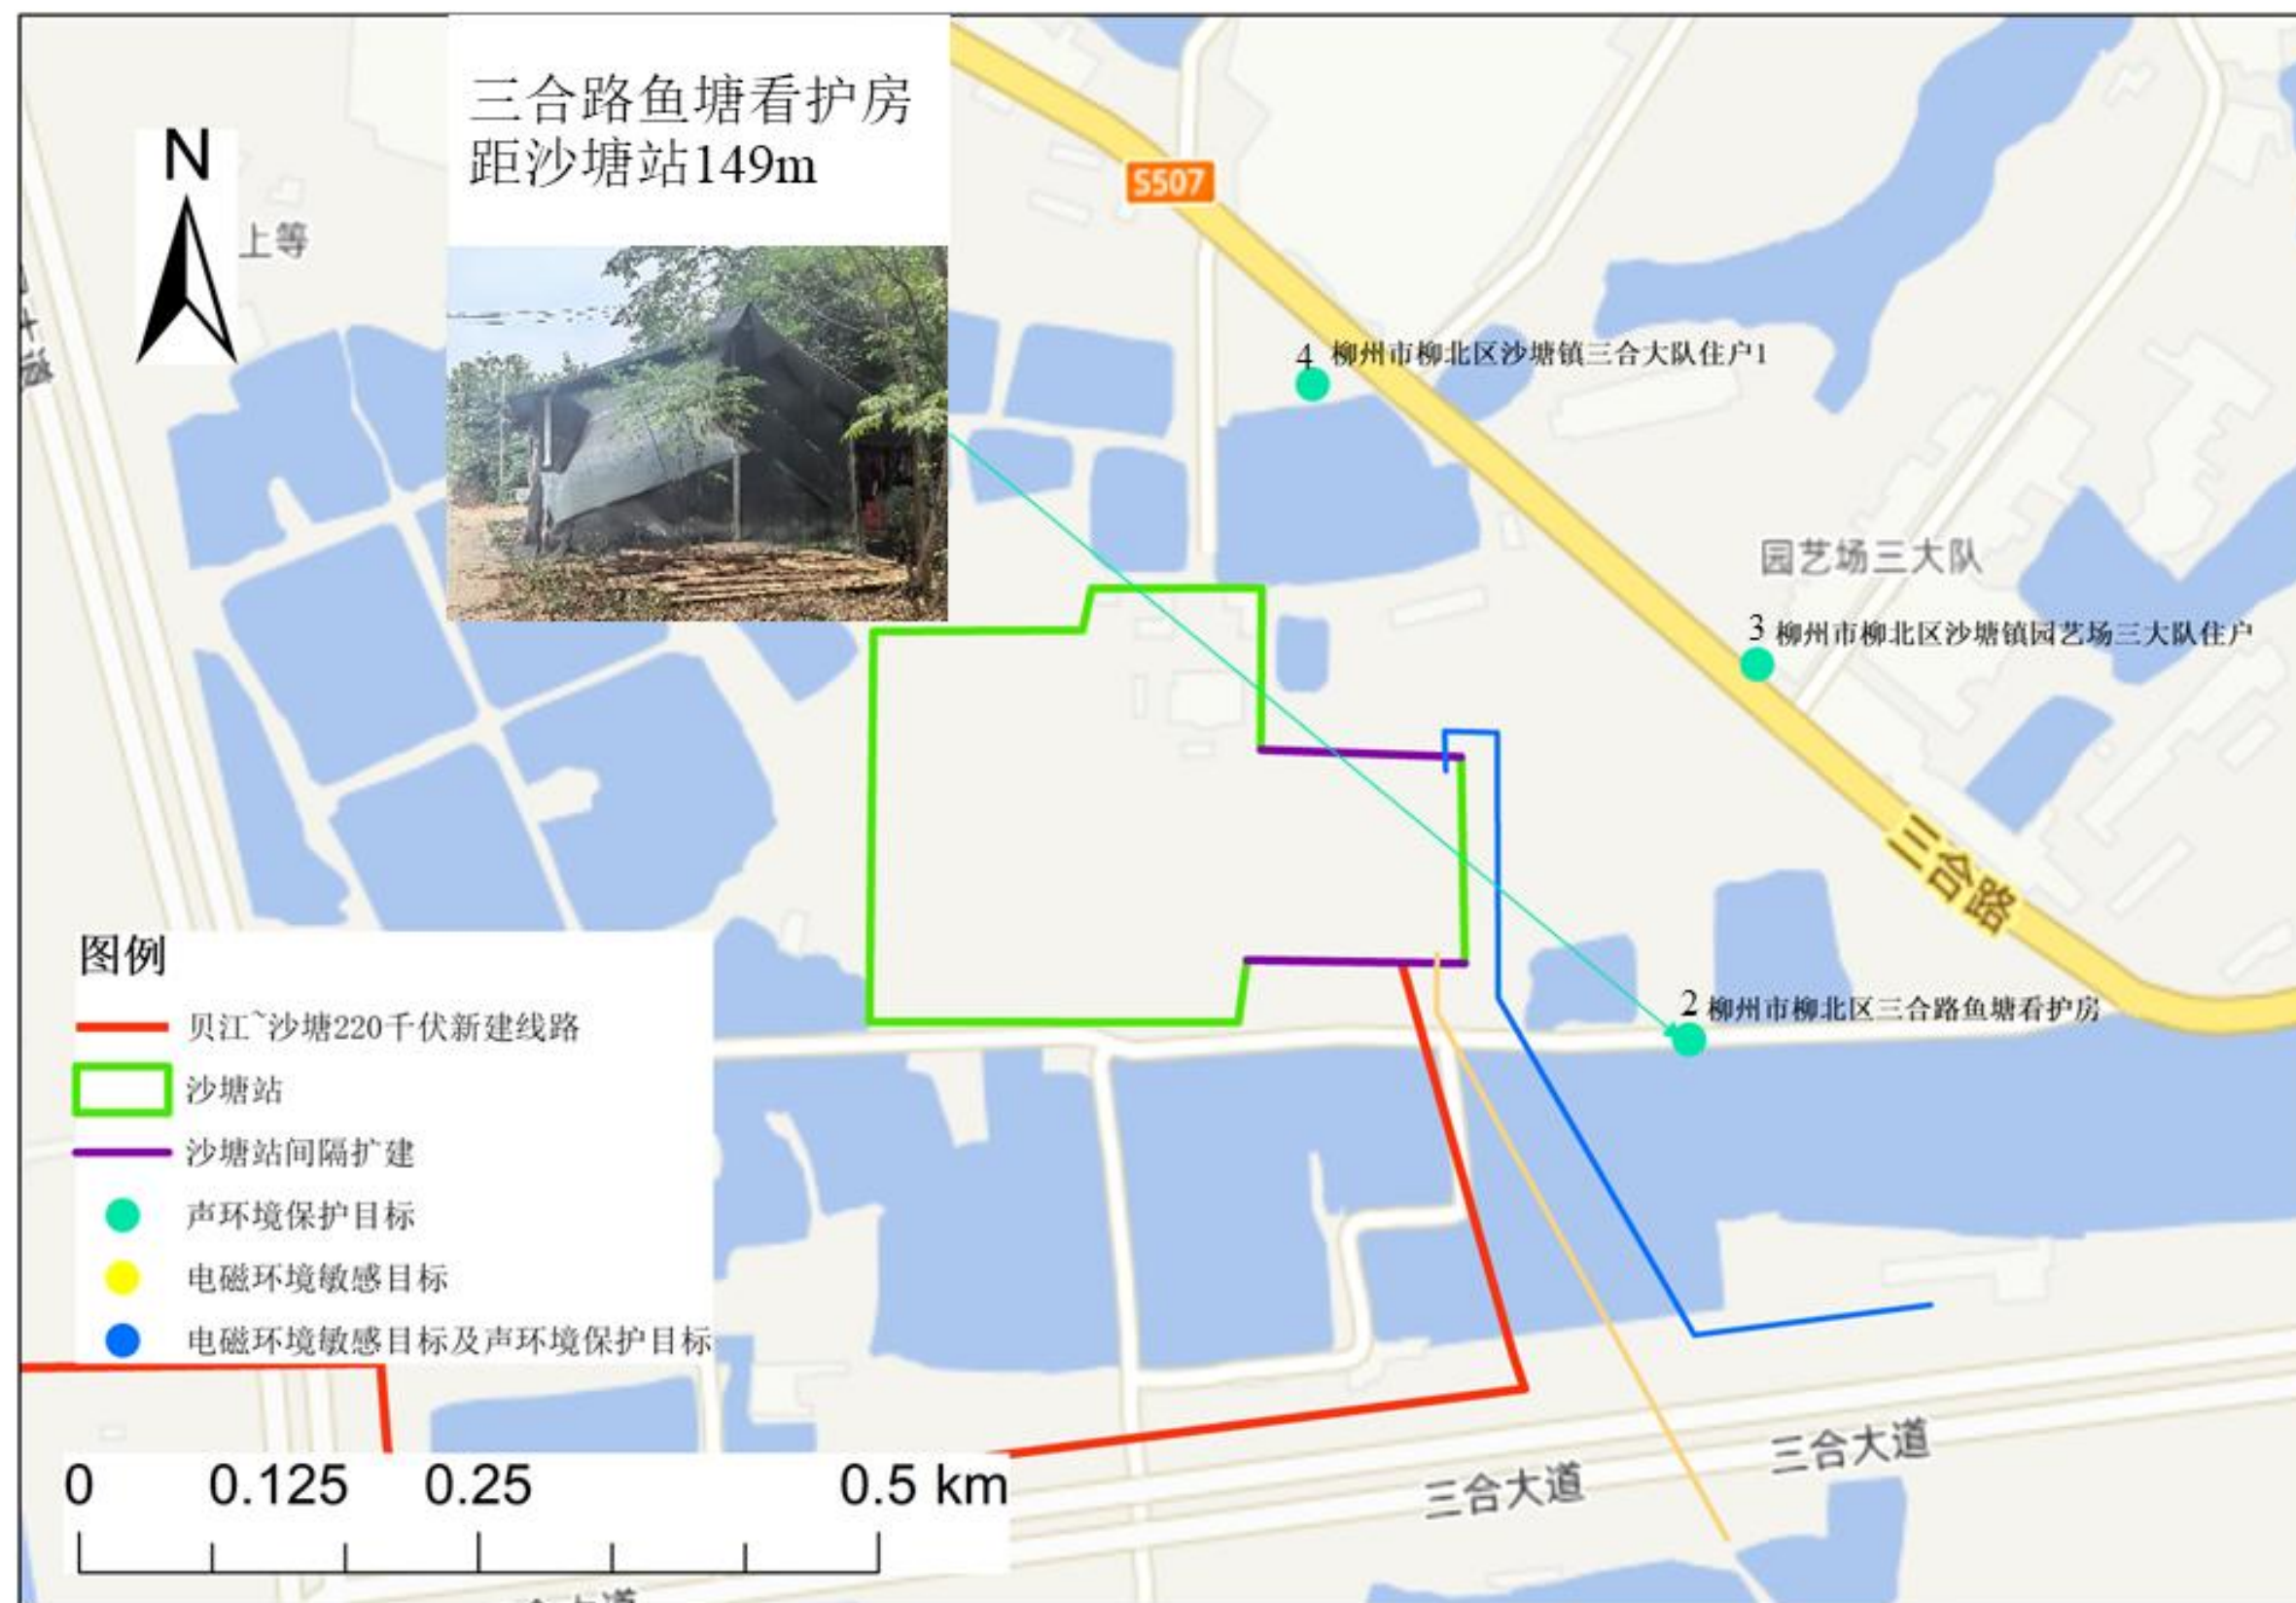 三合路鱼塘看护房
距沙塘站149m
N
上等
S507
4 柳州市柳北区沙塘镇三合大队住户1
园艺场三大队
3 柳州市柳北区沙塘镇园艺场三大队住户
三合路
2 柳州市柳北区三合路鱼塘看护房
图例
贝江~沙塘220千伏新建线路
沙塘站
沙塘站间隔扩建
声环境保护目标
电磁环境敏感目标
电磁环境敏感目标及声环境保护目标
0 0.125 0.25 0.5 km
三合大道
三合大道